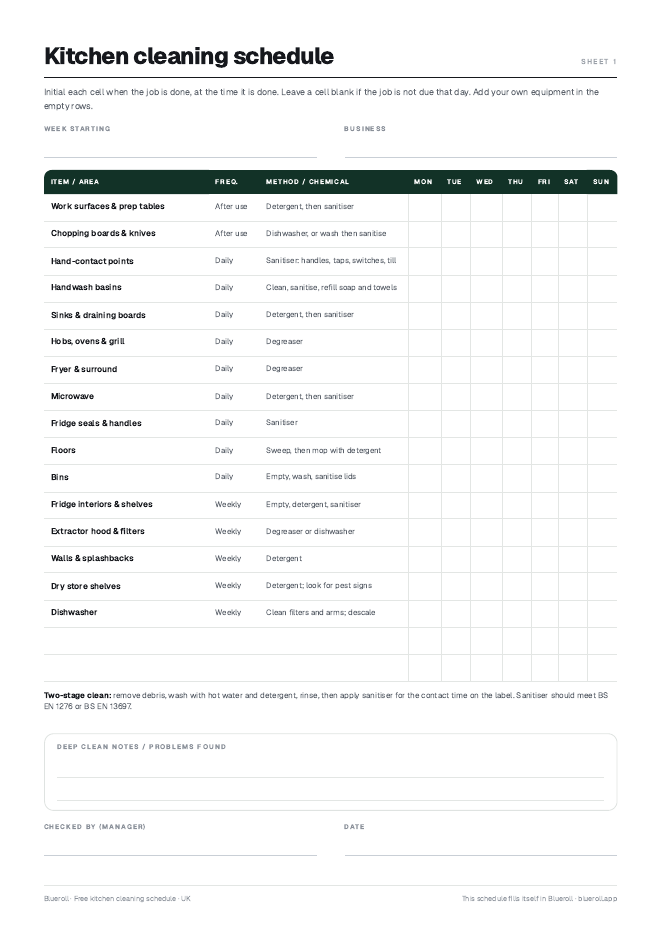 Kitchen cleaning schedule
SHEET 1
Initial each cell when the job is done, at the time it is done. Leave a cell blank if the job is not due that day. Add your own equipment in the
empty rows.
WEEK STARTING
BUSINESS
ITEM / AREA FREQ. METHOD / CHEMICAL MON TUE WED THU FRI SAT SUN
Work surfaces & prep tables After use Detergent, then sanitiser
Chopping boards & knives After use Dishwasher, or wash then sanitise
Hand-contact points Daily Sanitiser: handles, taps, switches, till
Handwash basins Daily Clean, sanitise, refill soap and towels
Sinks & draining boards Daily Detergent, then sanitiser
Hobs, ovens & grill Daily Degreaser
Fryer & surround Daily Degreaser
Microwave Daily Detergent, then sanitiser
Fridge seals & handles Daily Sanitiser
Floors Daily Sweep, then mop with detergent
Bins Daily Empty, wash, sanitise lids
Fridge interiors & shelves Weekly Empty, detergent, sanitiser
Extractor hood & filters Weekly Degreaser or dishwasher
Walls & splashbacks Weekly Detergent
Dry store shelves Weekly Detergent; look for pest signs
Dishwasher Weekly Clean filters and arms; descale
Two-stage clean: remove debris, wash with hot water and detergent, rinse, then apply sanitiser for the contact time on the label. Sanitiser should meet BS
EN 1276 or BS EN 13697.
DEEP CLEAN NOTES / PROBLEMS FOUND
CHECKED BY (MANAGER)
DATE
Blueroll · Free kitchen cleaning schedule · UK
This schedule fills itself in Blueroll · blueroll.app